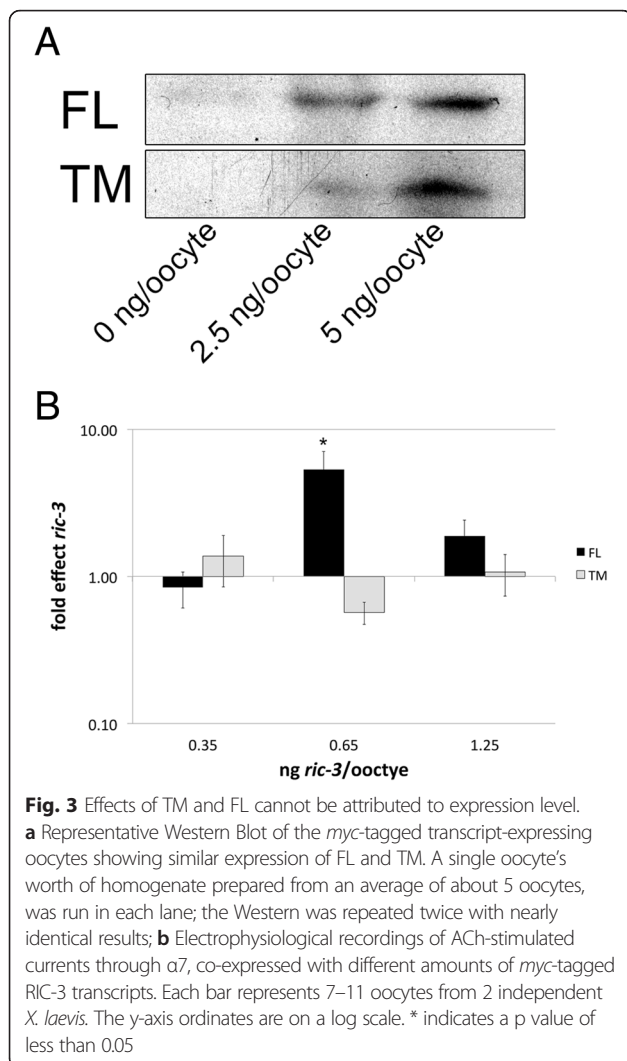 A
FL
TM
0 ng/oocyte
2.5 ng/oocyte
5 ng/oocyte
B
10.00
1.00
0.10
fold effect ric-3
*
FL
TM
0.35 0.65 1.25
ng ric-3/ooctye
Fig. 3 Effects of TM and FL cannot be attributed to expression level.
a Representative Western Blot of the myc-tagged transcript-expressing
oocytes showing similar expression of FL and TM. A single oocyte's
worth of homogenate prepared from an average of about 5 oocytes,
was run in each lane; the Western was repeated twice with nearly
identical results; b Electrophysiological recordings of ACh-stimulated
currents through α7, co-expressed with different amounts of myc-tagged
RIC-3 transcripts. Each bar represents 7–11 oocytes from 2 independent
X. laevis. The y-axis ordinates are on a log scale. * indicates a p value of
less than 0.05